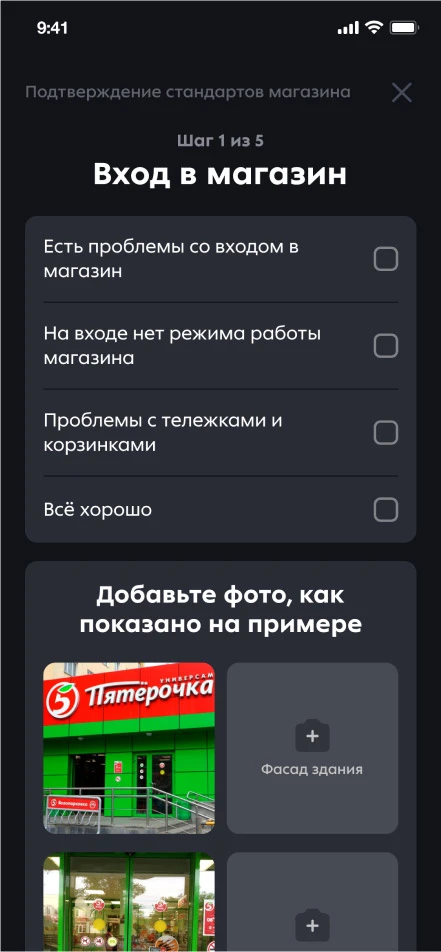 9:41
Подтверждение стандартов магазина
Шаг 1 из 5
Вход в магазин
Есть проблемы со входом в
магазин
На входе нет режима работы
магазина
Проблемы с тележками и
корзинками
Всё хорошо
Добавьте фото, как
показано на примере
УНИВЕРСАМ
5 Пятёрочка
Фасад здания